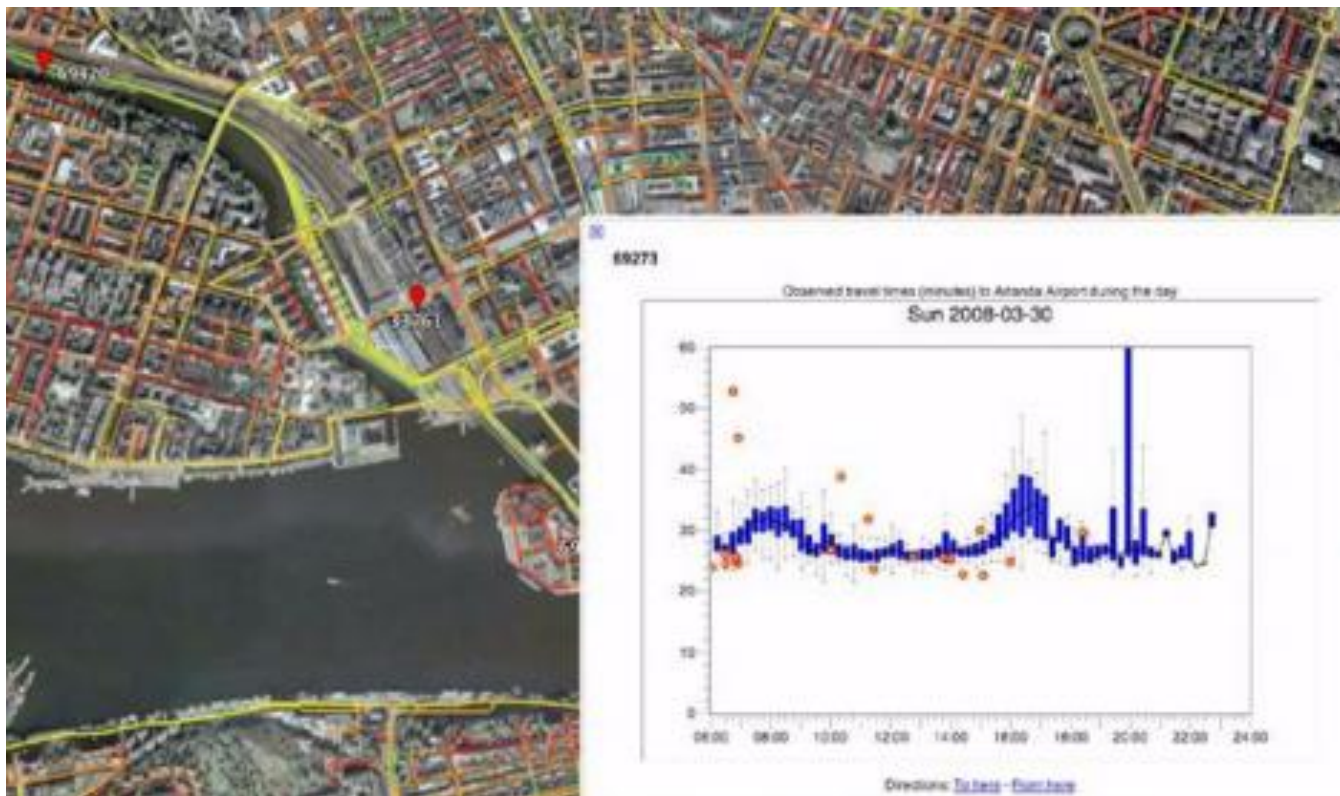 69273
Observed travel times (minutes) to Arlanda Airport during the day
Sun 2008-03-30
60
50
40
30
20
10
0
06:00 08:00 10:00 12:00 14:00 16:00 18:00 20:00 22:00 24:00
Directions: To here - From here